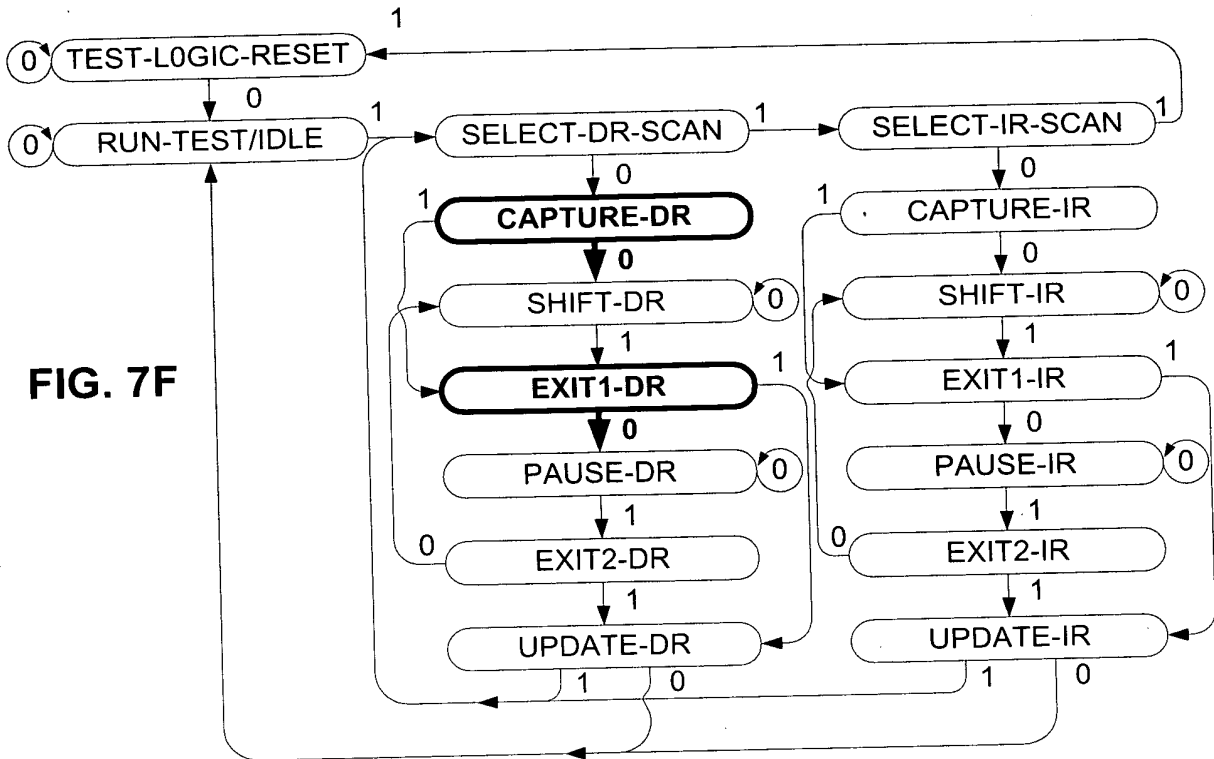 1
0 TEST-L0GIC-RESET
0
1
0 RUN-TEST/IDLE
SELECT-DR-SCAN
1
SELECT-IR-SCAN
1
0
0
1
CAPTURE-DR
1
CAPTURE-IR
0
0
SHIFT-DR
0
SHIFT-IR
0
1
1
FIG. 7F
EXIT1-DR
1
EXIT1-IR
1
0
0
PAUSE-DR
0
PAUSE-IR
0
1
1
0
EXIT2-DR
0
EXIT2-IR
1
1
UPDATE-DR
UPDATE-IR
1
0
1
0